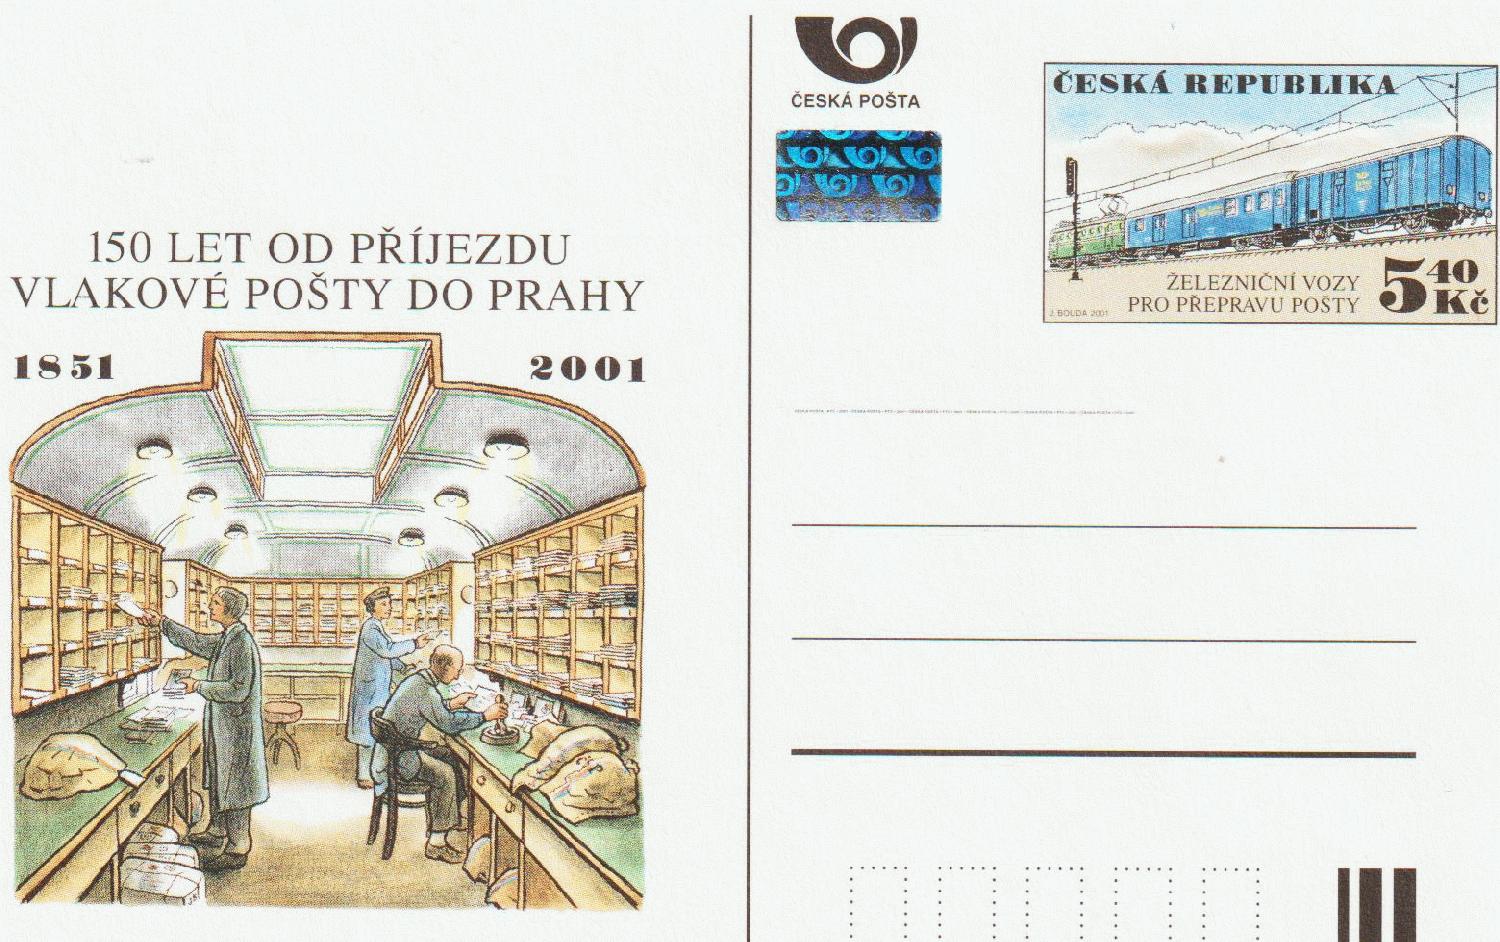 150 LET OD PŘÍJEZDU
VLAKOVÉ POŠTY DO PRAHY
1851
2001
ČESKÁ POŠTA
ČESKÁ REPUBLIKA
ŽELEZNIČNÍ VOZY
PRO PŘEPRAVU POŠTY
5 40
Kč
J. BOUDA 2001